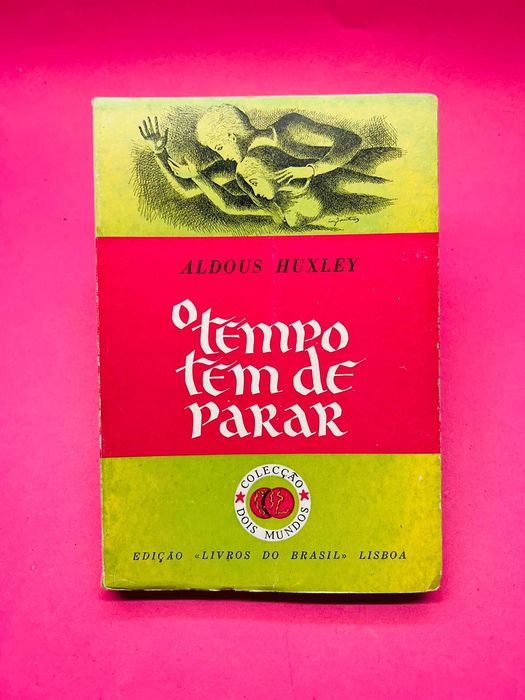 ALDOUS HUXLEY
O TEMPO
TEM DE
PARAR
COLECÇÃO
DOIS MUNDOS
EDIÇÃO «LIVROS DO BRASIL» LISBOA